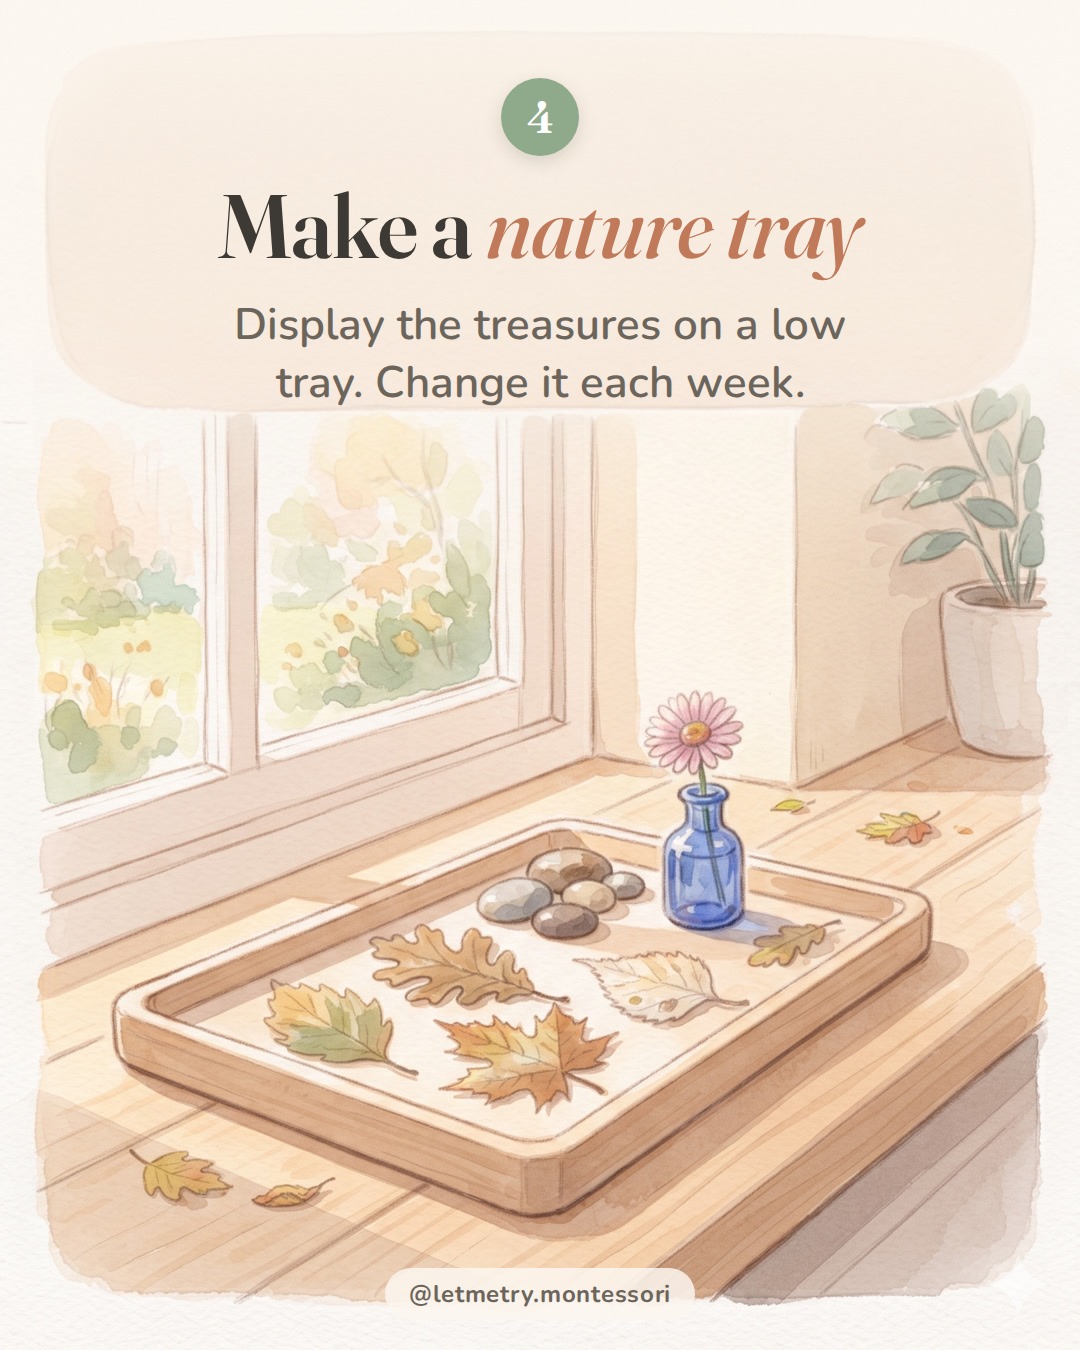 4
Make a nature tray
Display the treasures on a low
tray. Change it each week.
@letmetry.montessori